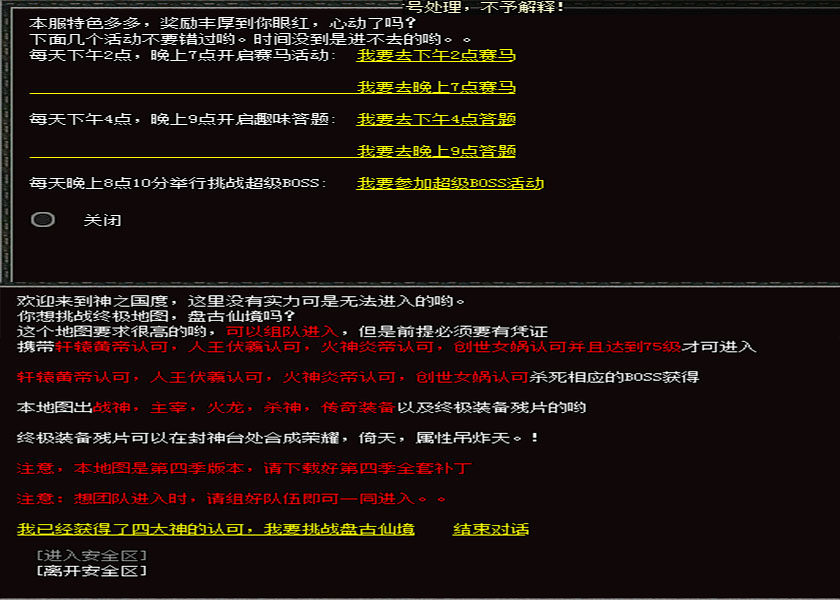 号处理，不予解释！
本服特色多多，奖励丰厚到你眼红，心动了吗？
下面几个活动不要错过哟。时间没到是进不去的哟。。
每天下午2点，晚上7点开启赛马活动： 我要去下午2点赛马
我要去晚上7点赛马
每天下午4点，晚上9点开启趣味答题： 我要去下午4点答题
我要去晚上9点答题
每天晚上8点10分举行挑战超级BOSS： 我要参加超级BOSS活动
关闭
欢迎来到神之国度，这里没有实力可是无法进入的哟。
你想挑战终极地图，盘古仙境吗？
这个地图要求很高的哟，可以组队进入，但是前提必须要有凭证
携带轩辕黄帝认可，人王伏羲认可，火神炎帝认可，创世女娲认可并且达到75级才可进入
轩辕黄帝认可，人王伏羲认可，火神炎帝认可，创世女娲认可杀死相应的BOSS获得
本地图出战神，主宰，火龙，杀神，传奇装备以及终极装备残片的哟
终极装备残片可以在封神台处合成荣耀，倚天，属性吊炸天。！
注意，本地图是第四季版本，请下载好第四季全套补丁
注意：想团队进入时，请组好队伍即可一同进入。。
我已经获得了四大神的认可，我要挑战盘古仙境 结束对话
[进入安全区]
[离开安全区]